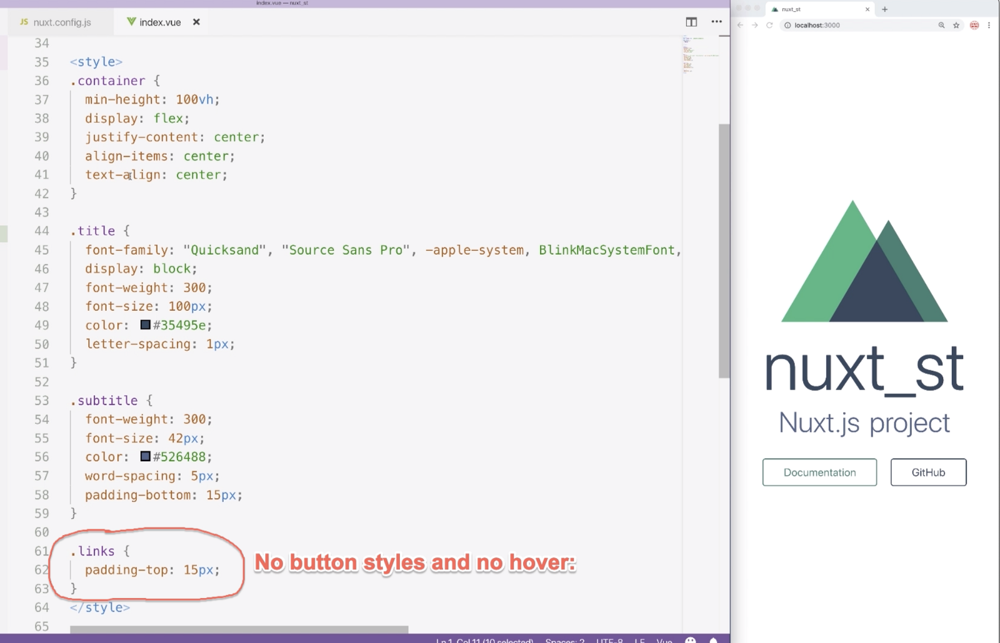 index.vue — nuxt_st
JS nuxt.config.js
index.vue
34
35 <style>
36 .container {
37 min-height: 100vh;
38 display: flex;
39 justify-content: center;
40 align-items: center;
41 text-align: center;
42 }
43
44 .title {
45 font-family: "Quicksand", "Source Sans Pro", -apple-system, BlinkMacSystemFont,
46 display: block;
47 font-weight: 300;
48 font-size: 100px;
49 color: #35495e;
50 letter-spacing: 1px;
51 }
52
53 .subtitle {
54 font-weight: 300;
55 font-size: 42px;
56 color: #526488;
57 word-spacing: 5px;
58 padding-bottom: 15px;
59 }
60
61 .links {
62 padding-top: 15px;
63 }
64 </style>
65
No button styles and no hover:
Ln 1, Col 11 (10 selected) Spaces: 2 UTF-8 LF Vue
nuxt_st
localhost:3000
nuxt_st
Nuxt.js project
Documentation
GitHub